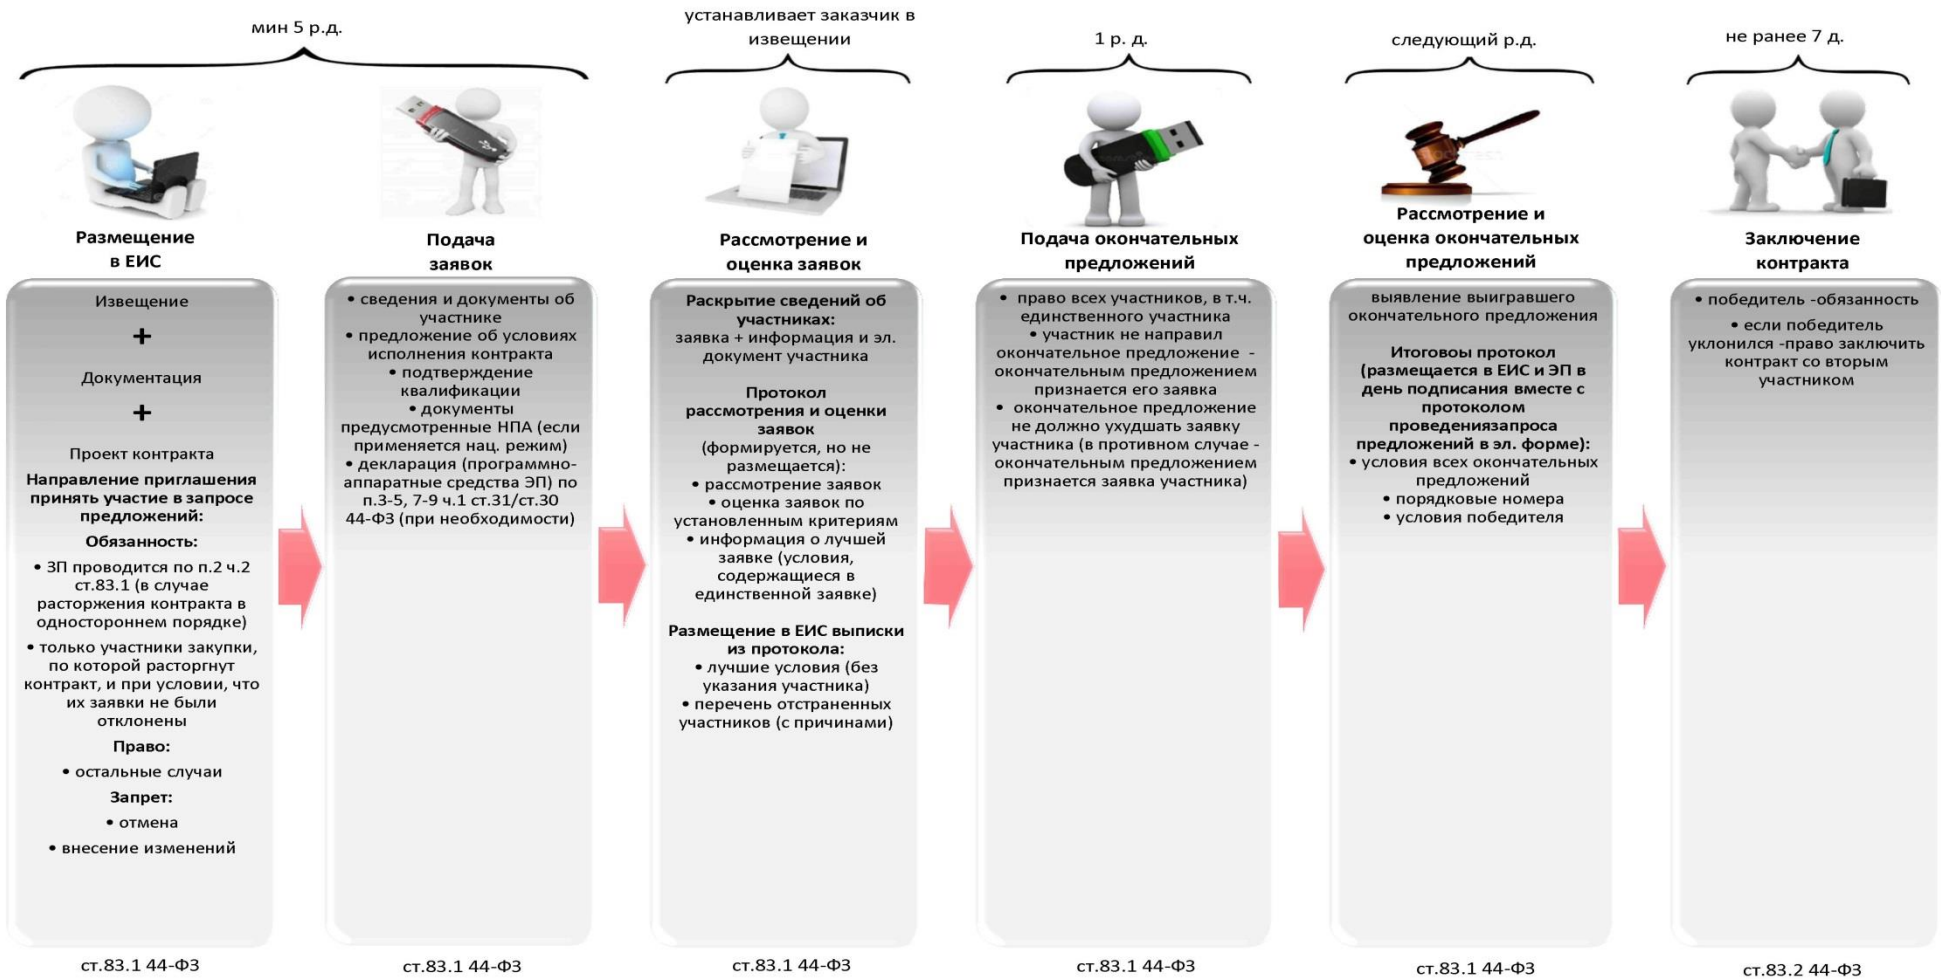 мин 5 р.д.
устанавливает заказчик в
извещении
1 р. д.
следующий р.д.
не ранее 7 д.
Размещение
в ЕИС
Извещение
+
Документация
+
Проект контракта
Направление приглашения
принять участие в запросе
предложений:
Обязанность:
• ЗП проводится по п.2 ч.2
ст.83.1 (в случае
расторжения контракта в
одностороннем порядке)
• только участники закупки,
по которой расторгнут
контракт, и при условии, что
их заявки не были
отклонены
Право:
• остальные случаи
Запрет:
• отмена
• внесение изменений
ст.83.1 44-ФЗ
Подача
заявок
• сведения и документы об
участнике
• предложение об условиях
исполнения контракта
• подтверждение
квалификации
• документы
предусмотренные НПА (если
применяется нац. режим)
• декларация (программно-
аппаратные средства ЭП) по
п.3-5, 7-9 ч.1 ст.31/ст.30
44-ФЗ (при необходимости)
ст.83.1 44-ФЗ
Рассмотрение и
оценка заявок
Раскрытие сведений об
участниках:
заявка + информация и эл.
документ участника
Протокол
рассмотрения и оценки
заявок
(формируется, но не
размещается):
• рассмотрение заявок
• оценка заявок по
установленным критериям
• информация о лучшей
заявке (условия,
содержащиеся в
единственной заявке)
Размещение в ЕИС выписки
из протокола:
• лучшие условия (без
указания участника)
• перечень отстраненных
участников (с причинами)
ст.83.1 44-ФЗ
Подача окончательных
предложений
• право всех участников, в т.ч.
единственного участника
• участник не направил
окончательное предложение -
окончательным предложением
признается его заявка
• окончательное предложение
не должно ухудшать заявку
участника (в противном случае -
окончательным предложением
признается заявка участника)
ст.83.1 44-ФЗ
Рассмотрение и
оценка окончательных
предложений
выявление выигравшего
окончательного предложения
Итоговоы протокол
(размещается в ЕИС и ЭП в
день подписания вместе с
протоколом
проведениязапроса
предложений в эл. форме):
• условия всех окончательных
предложений
• порядковые номера
• условия победителя
ст.83.1 44-ФЗ
Заключение
контракта
• победитель -обязанность
• если победитель
уклонился -право заключить
контракт со вторым
участником
ст.83.2 44-ФЗ